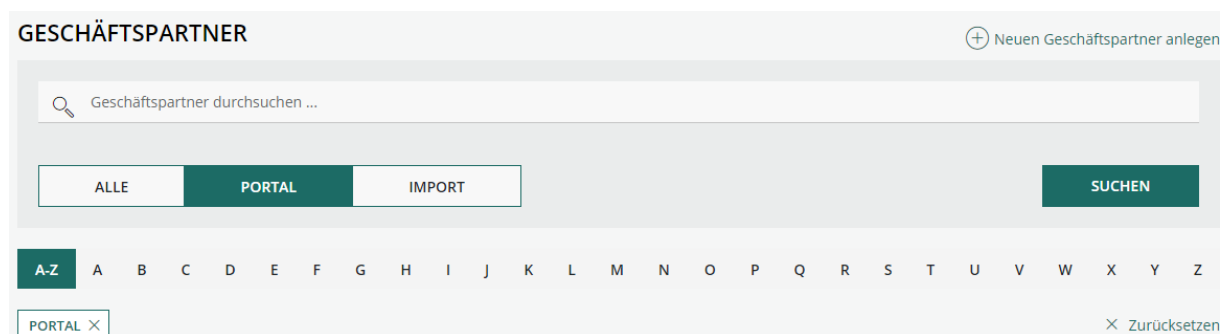 GESCHÄFTSPARTNER
Neuen Geschäftspartner anlegen
Geschäftspartner durchsuchen ...
ALLE PORTAL IMPORT SUCHEN
A-Z A B C D E F G H I J K L M N O P Q R S T U V W X Y Z
PORTAL × × Zurücksetzen